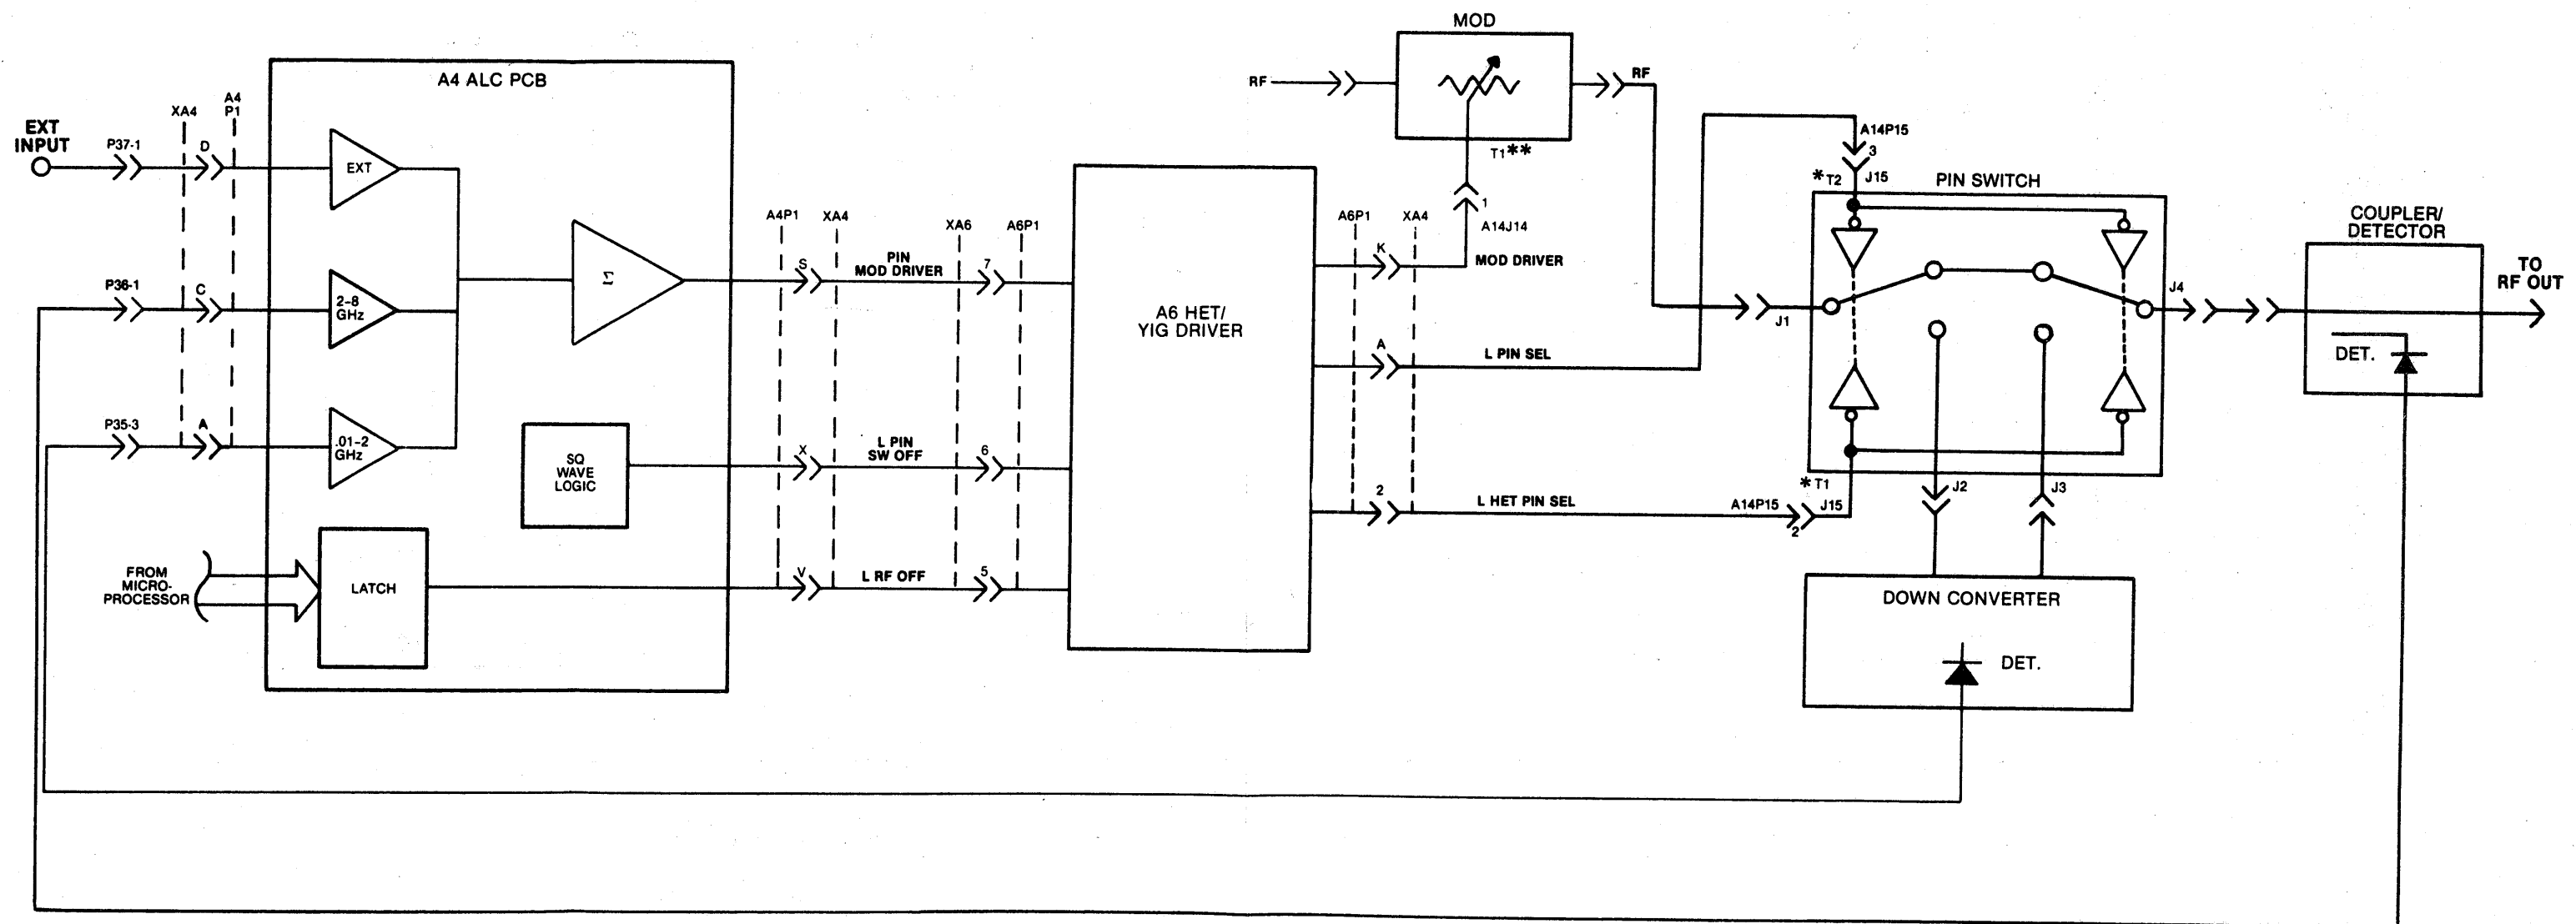 MOD
A4 ALC PCB
RF
RF
XA4
A4
P1
EXT
INPUT
P37-1
D
EXT
T1**
A14P15
3
J15
*T2
PIN SWITCH
1
A14J14
COUPLER/
DETECTOR
A4P1
XA4
XA6
A6P1
A6P1
XA4
S
PIN
MOD DRIVER
7
K
MOD DRIVER
Σ
P36-1
C
2-8
GHz
A6 HET/
YIG DRIVER
J1
J4
TO
RF OUT
A
L PIN SEL
DET.
P35-3
A
.01-2
GHz
SQ
WAVE
LOGIC
X
L PIN
SW OFF
6
2
L HET PIN SEL
A14P15
2
J15
*T1
J2
J3
FROM
MICRO-
PROCESSOR
LATCH
V
L RF OFF
5
DOWN CONVERTER
DET.